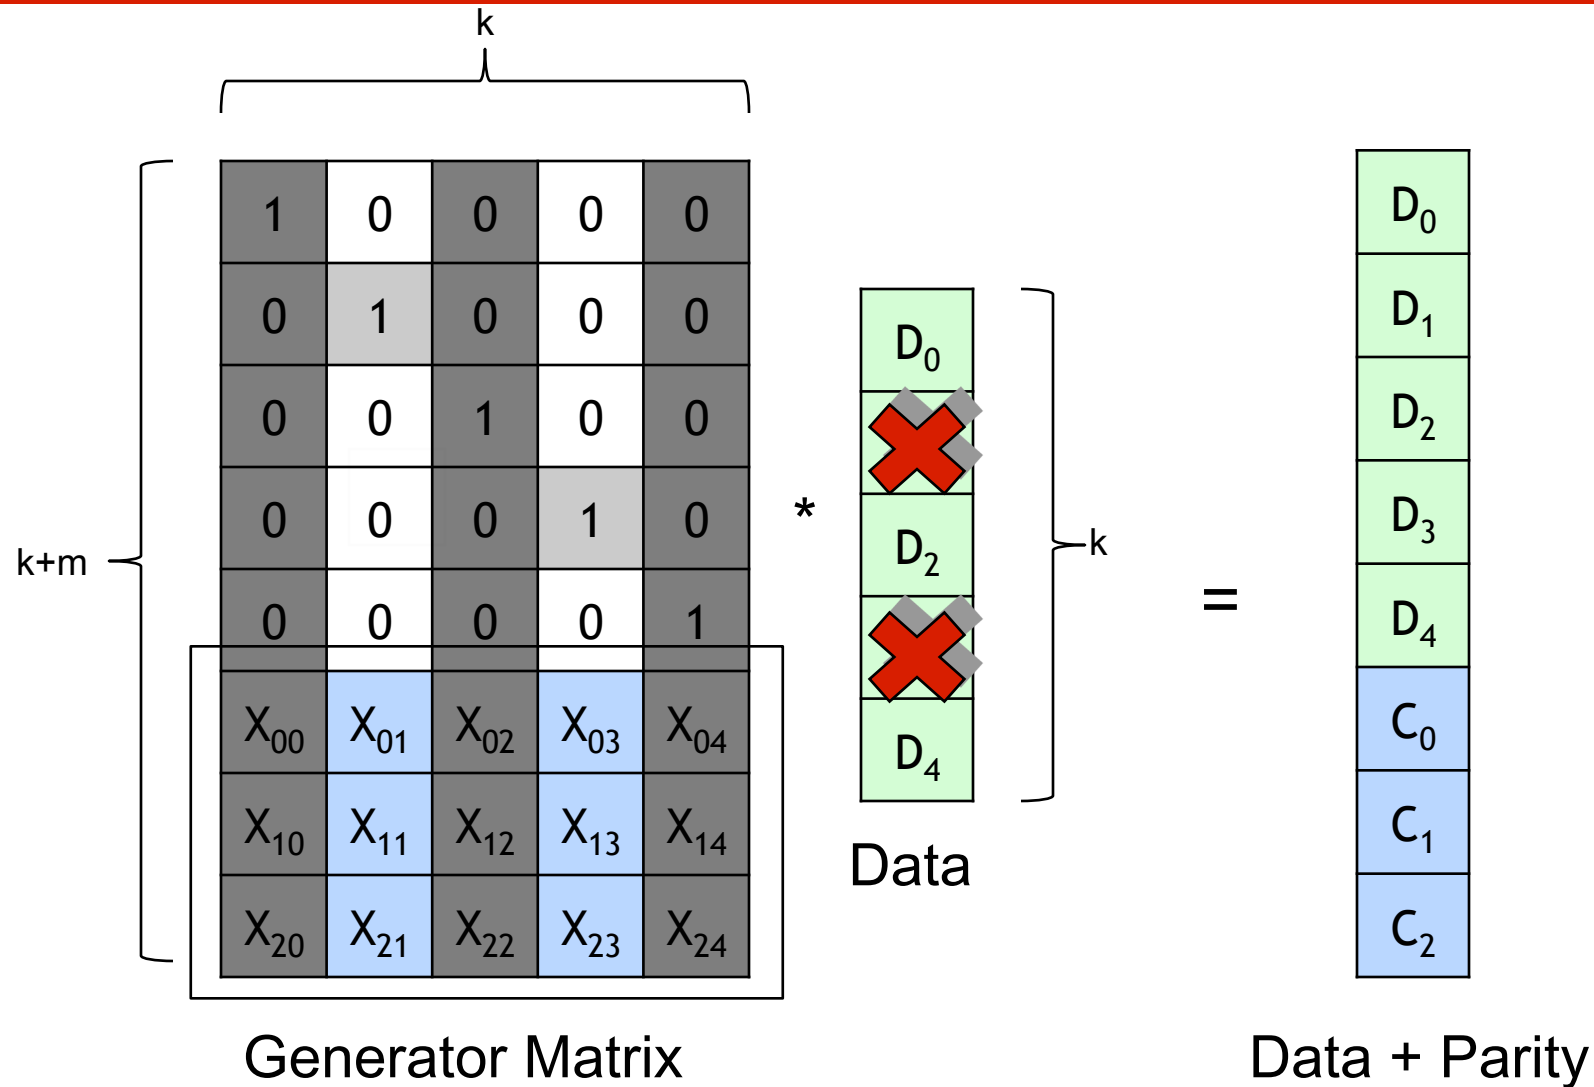 k
k+m
1 0 0 0 0
0 1 0 0 0
0 0 1 0 0
0 0 0 1 0
0 0 0 0 1
X00 X01 X02 X03 X04
X10 X11 X12 X13 X14
X20 X21 X22 X23 X24
Generator Matrix
*
D0
D2
D4
Data
k
=
D0
D1
D2
D3
D4
C0
C1
C2
Data + Parity